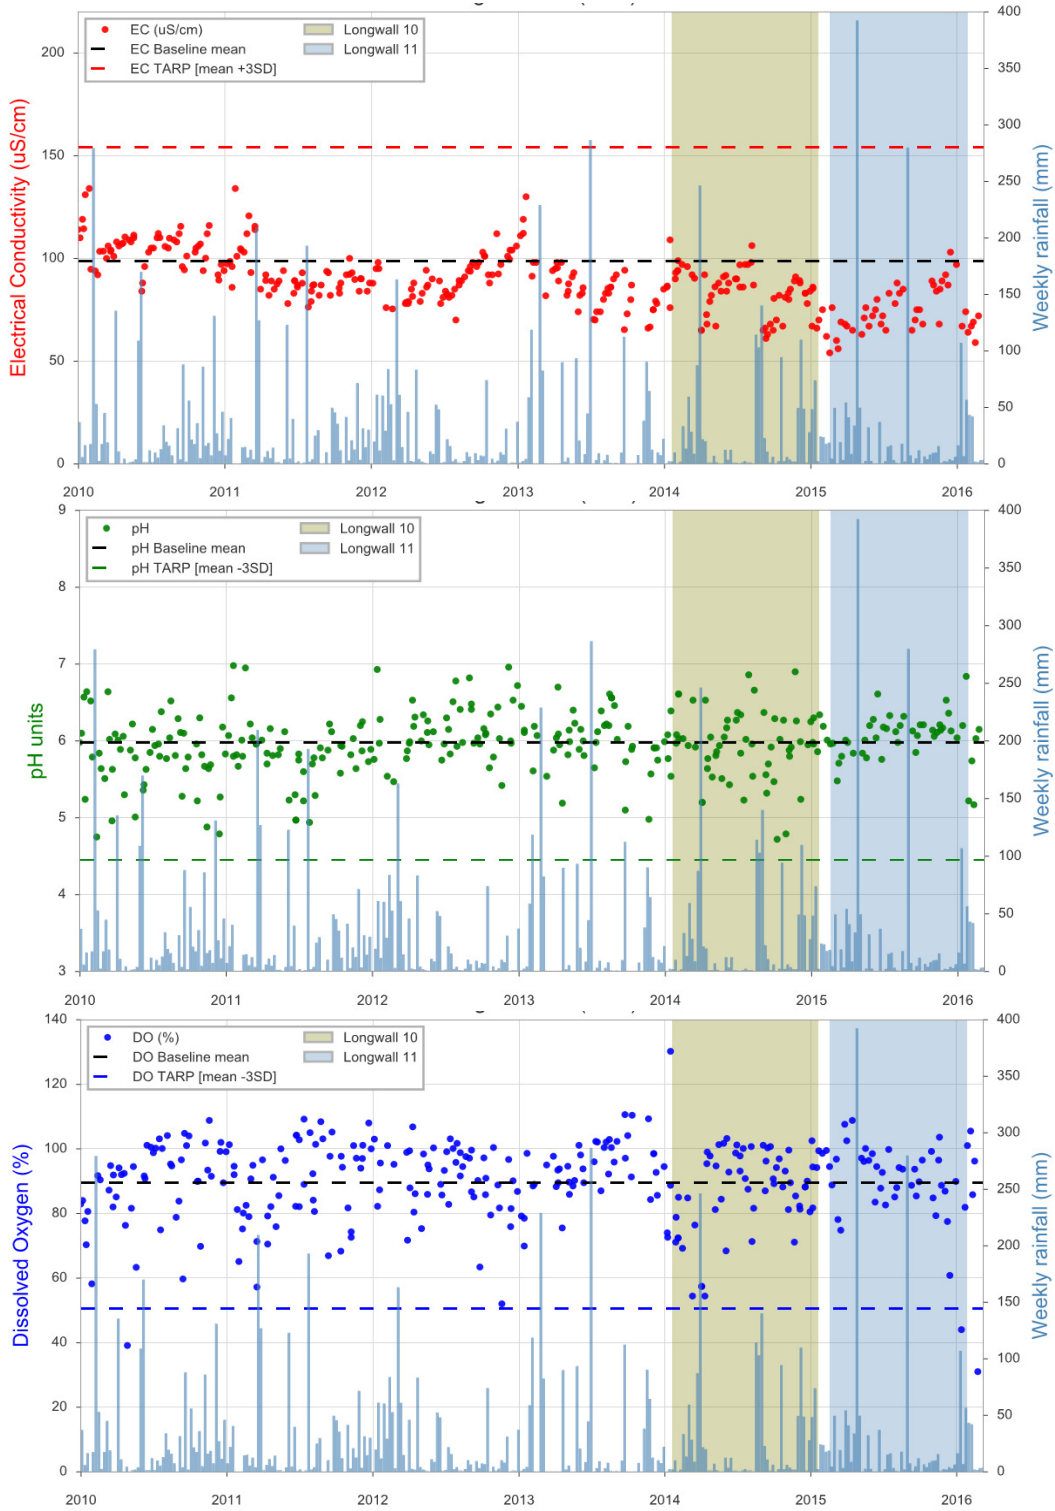 EC (uS/cm)
EC Baseline mean
EC TARP [mean +3SD]
Longwall 10
Longwall 11
Electrical Conductivity (uS/cm)
200
150
100
50
0
Weekly rainfall (mm)
400
350
300
250
200
150
100
50
0
2010 2011 2012 2013 2014 2015 2016
pH
pH Baseline mean
pH TARP [mean -3SD]
Longwall 10
Longwall 11
pH units
9
8
7
6
5
4
3
Weekly rainfall (mm)
400
350
300
250
200
150
100
50
0
2010 2011 2012 2013 2014 2015 2016
DO (%)
DO Baseline mean
DO TARP [mean -3SD]
Longwall 10
Longwall 11
Dissolved Oxygen (%)
140
120
100
80
60
40
20
0
Weekly rainfall (mm)
400
350
300
250
200
150
100
50
0
2010 2011 2012 2013 2014 2015 2016